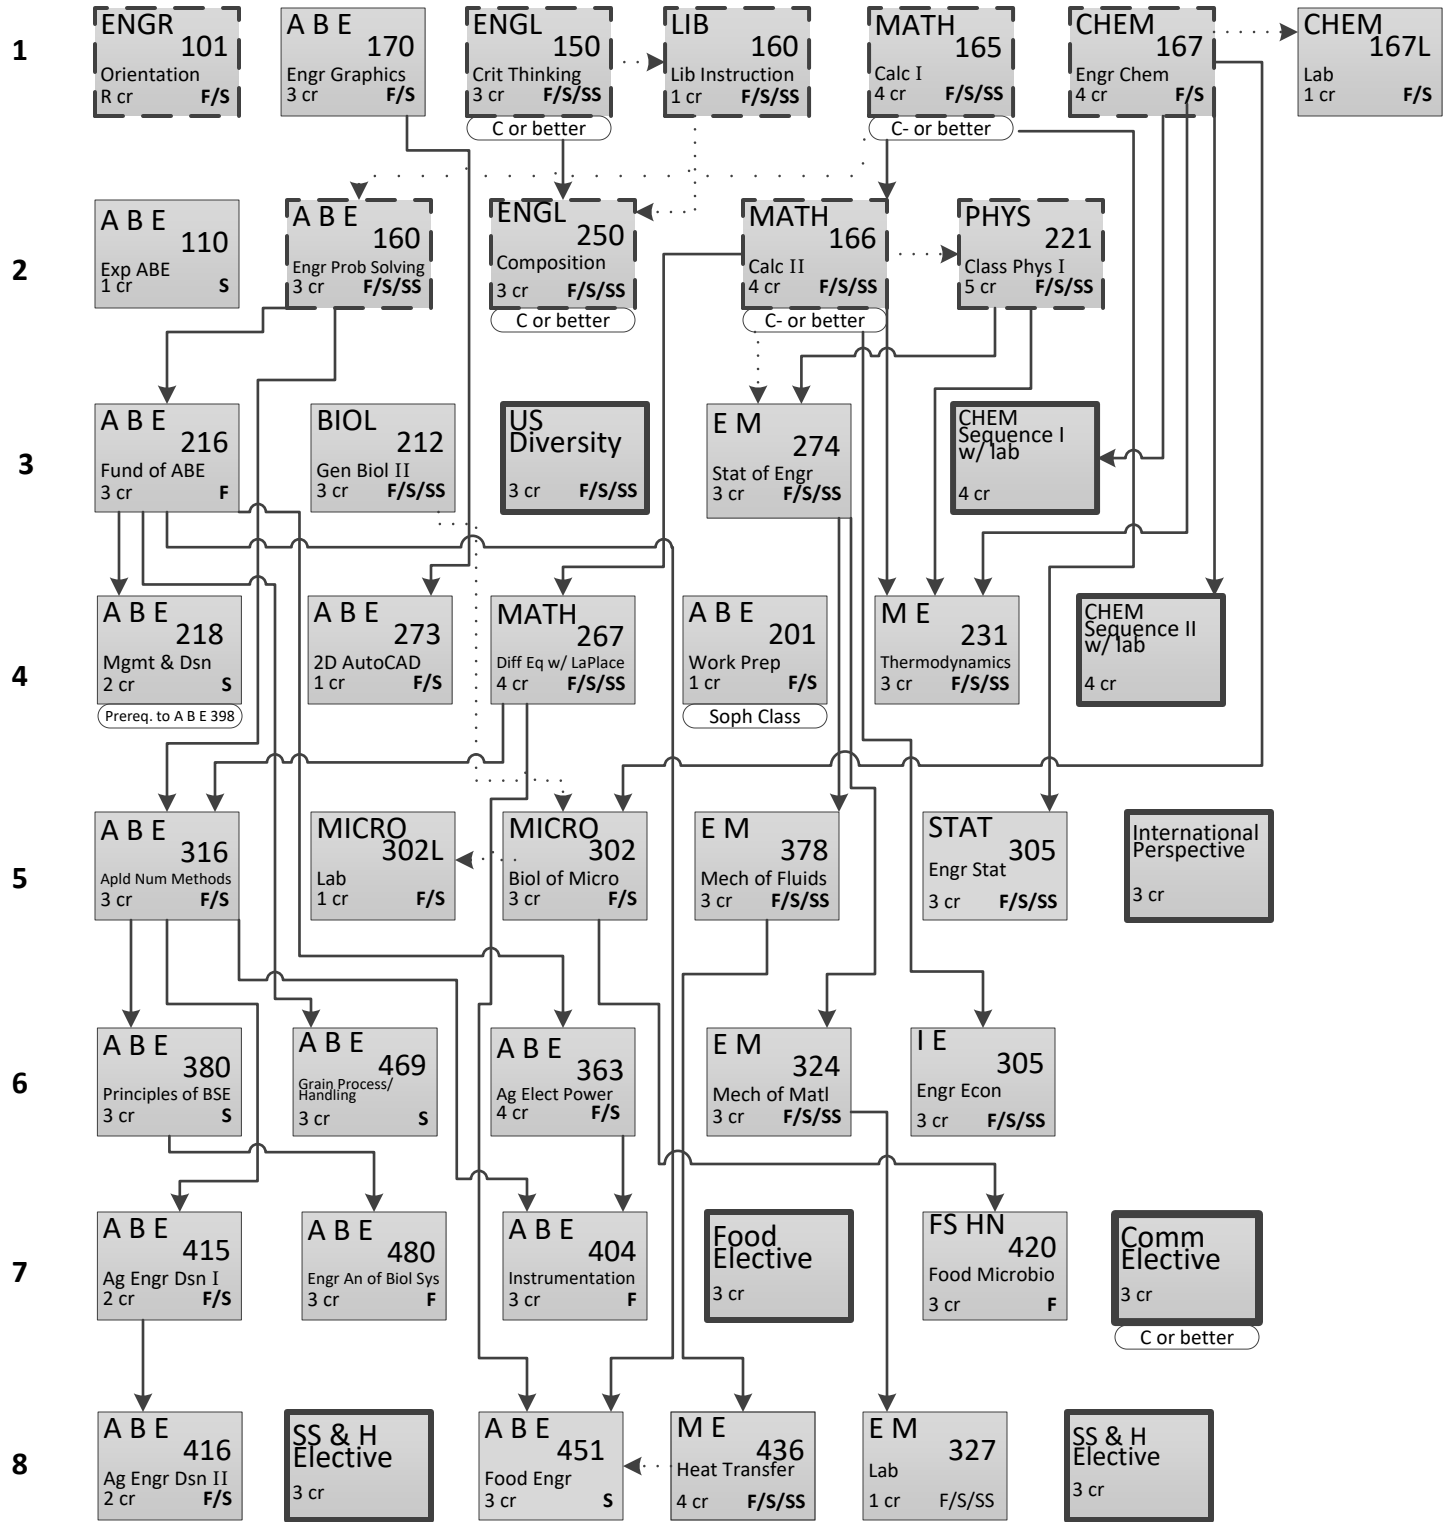 1
ENGR
101
Orientation
R cr F/S
A B E
170
Engr Graphics
3 cr F/S
ENGL
150
Crit Thinking
3 cr F/S/SS
C or better
LIB
160
Lib Instruction
1 cr F/S/SS
MATH
165
Calc I
4 cr F/S/SS
C- or better
CHEM
167
Engr Chem
4 cr F/S
CHEM
167L
Lab
1 cr F/S
2
A B E
110
Exp ABE
1 cr S
A B E
160
Engr Prob Solving
3 cr F/S/SS
ENGL
250
Composition
3 cr F/S/SS
C or better
MATH
166
Calc II
4 cr F/S/SS
C- or better
PHYS
221
Class Phys I
5 cr F/S/SS
3
A B E
216
Fund of ABE
3 cr F
BIOL
212
Gen Biol II
3 cr F/S/SS
US
Diversity
3 cr F/S/SS
E M
274
Stat of Engr
3 cr F/S/SS
CHEM
Sequence I
w/ lab
4 cr
4
A B E
218
Mgmt & Dsn
2 cr S
Prereq. to A B E 398
A B E
273
2D AutoCAD
1 cr F/S
MATH
267
Diff Eq w/ LaPlace
4 cr F/S/SS
A B E
201
Work Prep
1 cr F/S
Soph Class
M E
231
Thermodynamics
3 cr F/S/SS
CHEM
Sequence II
w/ lab
4 cr
5
A B E
316
Apld Num Methods
3 cr F/S
MICRO
302L
Lab
1 cr F/S
MICRO
302
Biol of Micro
3 cr F/S
E M
378
Mech of Fluids
3 cr F/S/SS
STAT
305
Engr Stat
3 cr F/S/SS
International
Perspective
3 cr
6
A B E
380
Principles of BSE
3 cr S
A B E
469
Grain Process/
Handling
3 cr S
A B E
363
Ag Elect Power
4 cr F/S
E M
324
Mech of Matl
3 cr F/S/SS
I E
305
Engr Econ
3 cr F/S/SS
7
A B E
415
Ag Engr Dsn I
2 cr F/S
A B E
480
Engr An of Biol Sys
3 cr F
A B E
404
Instrumentation
3 cr F
Food
Elective
3 cr
FS HN
420
Food Microbio
3 cr F
Comm
Elective
3 cr
C or better
8
A B E
416
Ag Engr Dsn II
2 cr F/S
SS & H
Elective
3 cr
A B E
451
Food Engr
3 cr S
M E
436
Heat Transfer
4 cr F/S/SS
E M
327
Lab
1 cr F/S/SS
SS & H
Elective
3 cr